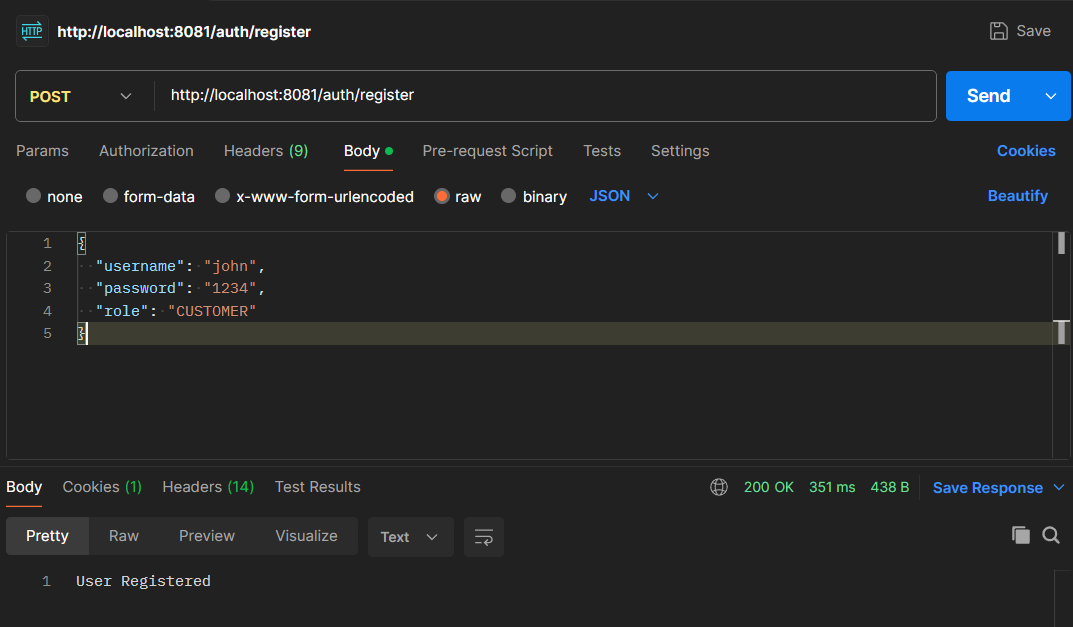 HTTP http://localhost:8081/auth/register Save
POST http://localhost:8081/auth/register Send
Params Authorization Headers (9) Body Pre-request Script Tests Settings Cookies
none form-data x-www-form-urlencoded raw binary JSON Beautify
1 {
2 "username": "john",
3 "password": "1234",
4 "role": "CUSTOMER"
5 }
Body Cookies (1) Headers (14) Test Results 200 OK 351 ms 438 B Save Response
Pretty Raw Preview Visualize Text
1 User Registered